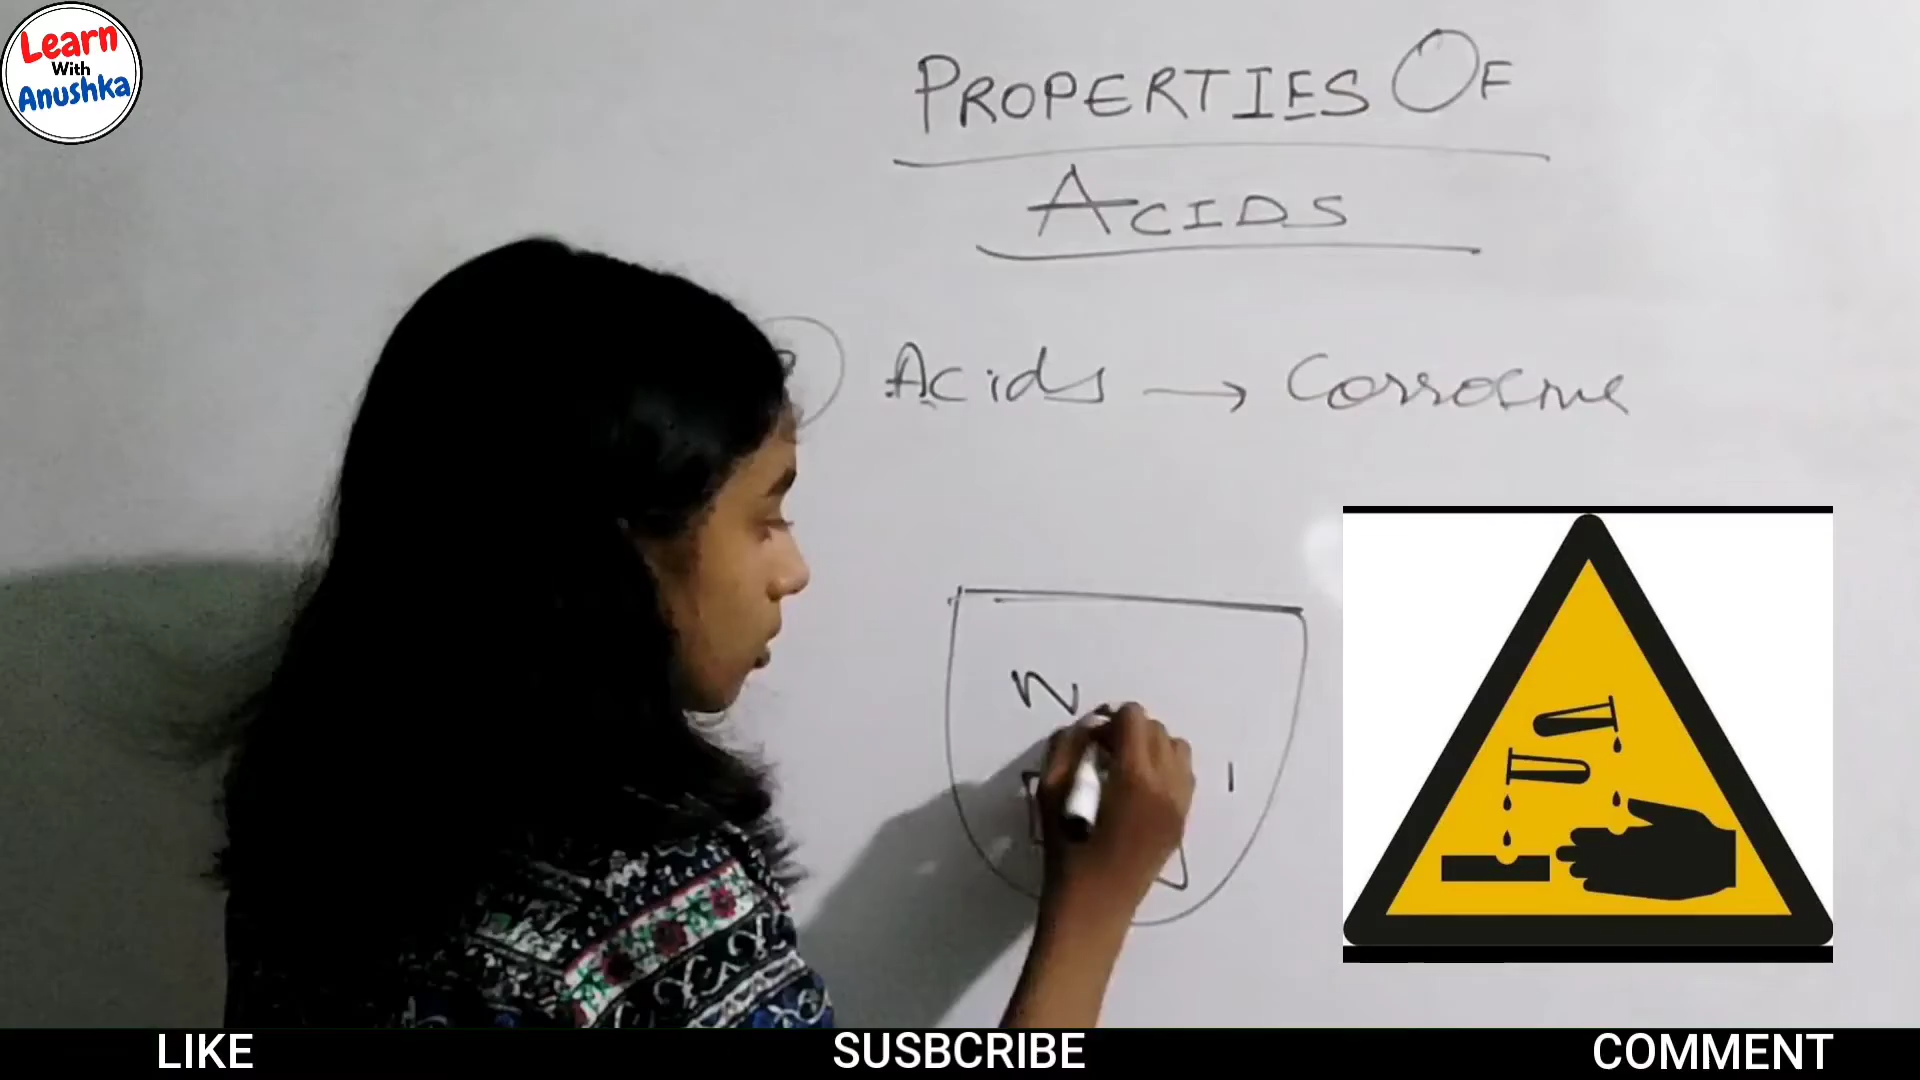 Learn
With
Anushka
PROPERTIES OF
ACIDS
Acids → Corrosive
LIKE
SUSBCRIBE
COMMENT